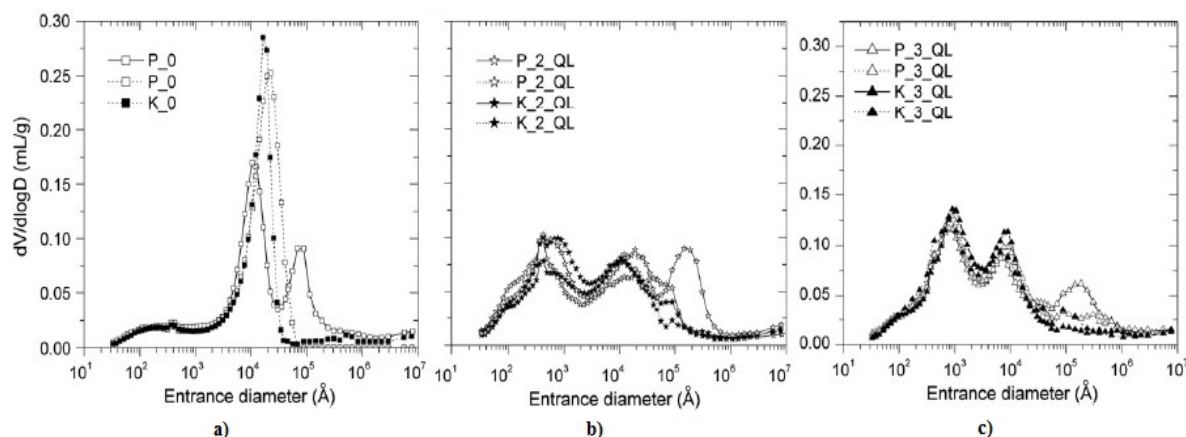 dV/dlogD (mL/g)
0.30
0.25
0.20
0.15
0.10
0.05
0.00
P_0
P_0
K_0
10¹ 10² 10³ 10⁴ 10⁵ 10⁶ 10⁷
Entrance diameter (Å)
a)
P_2_QL
P_2_QL
K_2_QL
K_2_QL
10¹ 10² 10³ 10⁴ 10⁵ 10⁶ 10⁷
Entrance diameter (Å)
b)
0.30
0.25
0.20
0.15
0.10
0.05
0.00
P_3_QL
P_3_QL
K_3_QL
K_3_QL
10¹ 10² 10³ 10⁴ 10⁵ 10⁶ 10⁷
Entrance diameter (Å)
c)